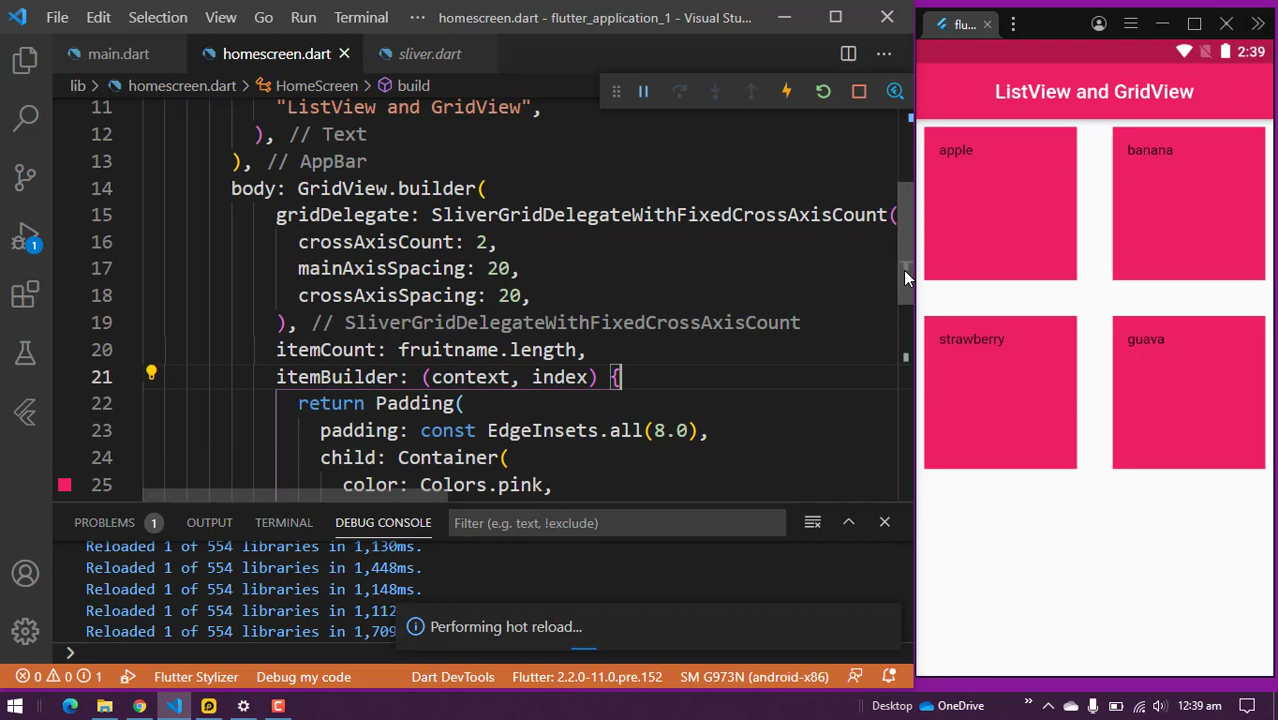 File Edit Selection View Go Run Terminal ··· homescreen.dart - flutter_application_1 - Visual Stu...
main.dart homescreen.dart sliver.dart
lib > homescreen.dart > HomeScreen > build
11 "ListView and GridView",
12 ), // Text
13 ), // AppBar
14 body: GridView.builder(
15 gridDelegate: SliverGridDelegateWithFixedCrossAxisCount(
16 crossAxisCount: 2,
17 mainAxisSpacing: 20,
18 crossAxisSpacing: 20,
19 ), // SliverGridDelegateWithFixedCrossAxisCount
20 itemCount: fruitname.length,
21 itemBuilder: (context, index) {
22 return Padding(
23 padding: const EdgeInsets.all(8.0),
24 child: Container(
25 color: Colors.pink,
1
PROBLEMS 1 OUTPUT TERMINAL DEBUG CONSOLE Filter (e.g. text, !exclude)
Reloaded 1 of 554 libraries in 1,130ms.
Reloaded 1 of 554 libraries in 1,448ms.
Reloaded 1 of 554 libraries in 1,148ms.
Reloaded 1 of 554 libraries in 1,112
Reloaded 1 of 554 libraries in 1,709
Performing hot reload...
0 0 1 Flutter Stylizer Debug my code Dart DevTools Flutter: 2.2.0-11.0.pre.152 SM G973N (android-x86)
flu...
2:39
ListView and GridView
apple banana
strawberry guava
Desktop OneDrive 12:39 am